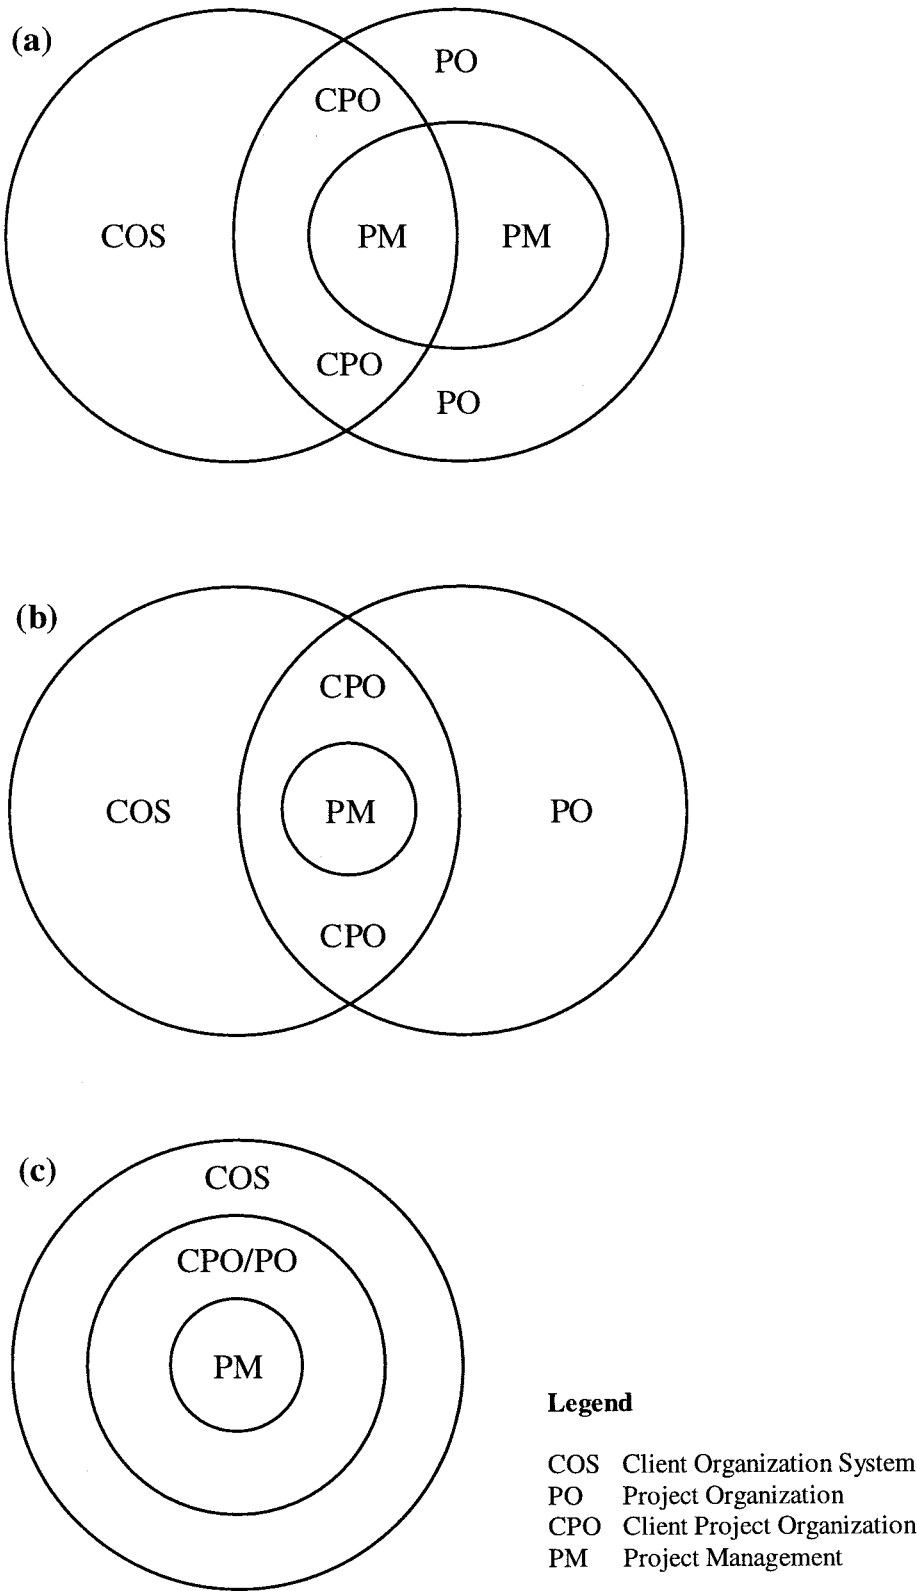 (a)
PO
CPO
COS
PM PM
CPO
PO
(b)
CPO
COS PM PO
CPO
(c)
COS
CPO/PO
PM
Legend
COS Client Organization System
PO Project Organization
CPO Client Project Organization
PM Project Management